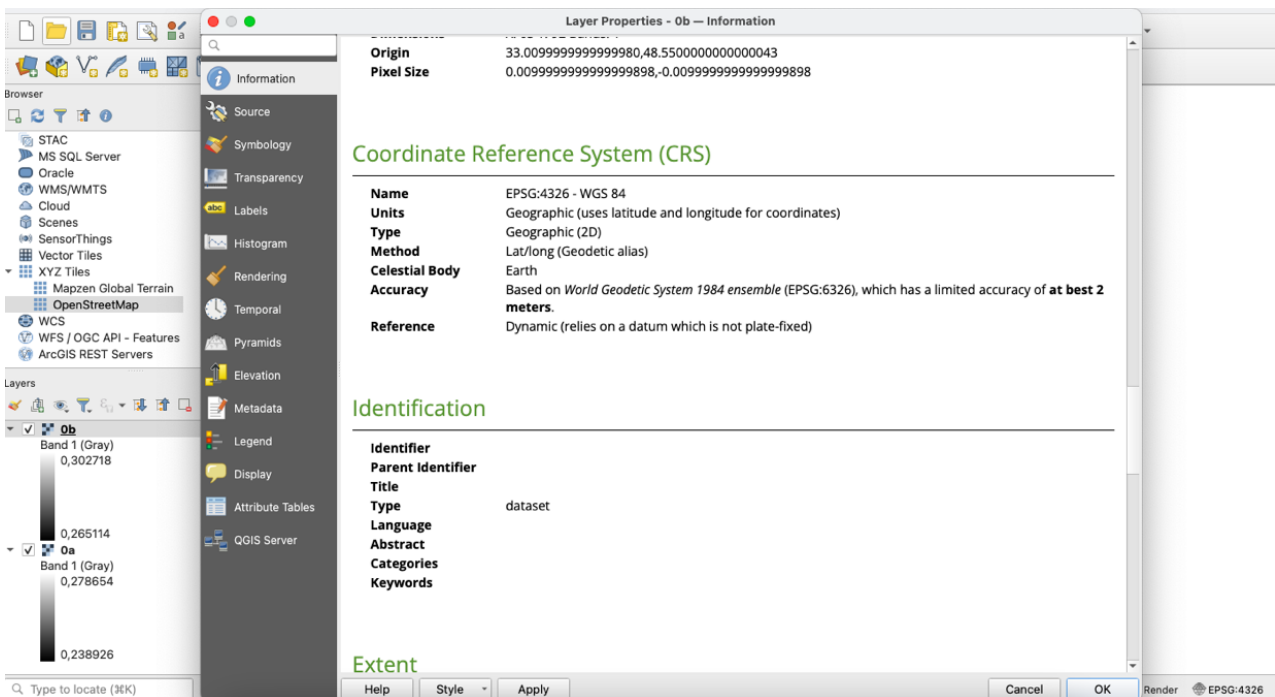 Layer Properties - 0b — Information
Browser
STAC
MS SQL Server
Oracle
WMS/WMTS
Cloud
Scenes
SensorThings
Vector Tiles
XYZ Tiles
Mapzen Global Terrain
OpenStreetMap
WCS
WFS / OGC API - Features
ArcGIS REST Servers
Layers
0b
Band 1 (Gray)
0,302718
0,265114
0a
Band 1 (Gray)
0,278654
0,238926
Type to locate (⌘K)
Information
Source
Symbology
Transparency
abc Labels
Histogram
Rendering
Temporal
Pyramids
Elevation
Metadata
Legend
Display
Attribute Tables
QGIS Server
Origin 33.0099999999999980,48.5500000000000043
Pixel Size 0.0099999999999999898,-0.0099999999999999898
Coordinate Reference System (CRS)
Name EPSG:4326 - WGS 84
Units Geographic (uses latitude and longitude for coordinates)
Type Geographic (2D)
Method Lat/long (Geodetic alias)
Celestial Body Earth
Accuracy Based on World Geodetic System 1984 ensemble (EPSG:6326), which has a limited accuracy of at best 2
meters.
Reference Dynamic (relies on a datum which is not plate-fixed)
Identification
Identifier
Parent Identifier
Title
Type dataset
Language
Abstract
Categories
Keywords
Extent
Help Style Apply Cancel OK
Render EPSG:4326